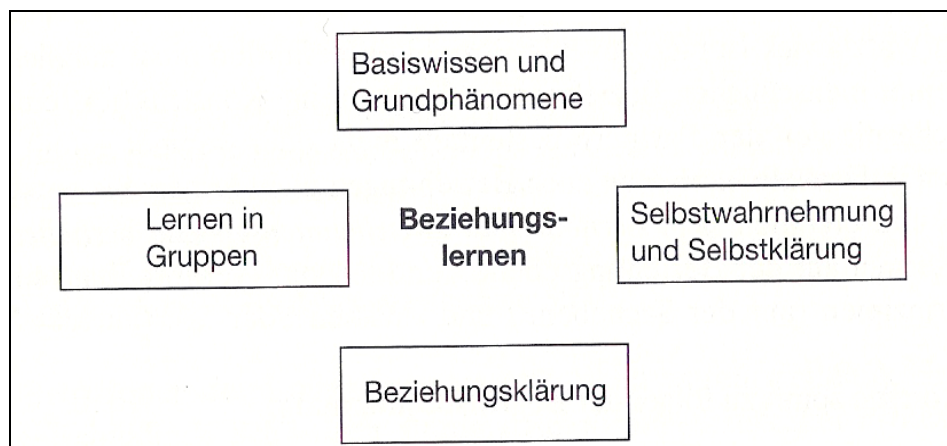 Basiswissen und
Grundphänomene
Lernen in
Gruppen
Beziehungs-
lernen
Selbstwahrnehmung
und Selbstklärung
Beziehungsklärung